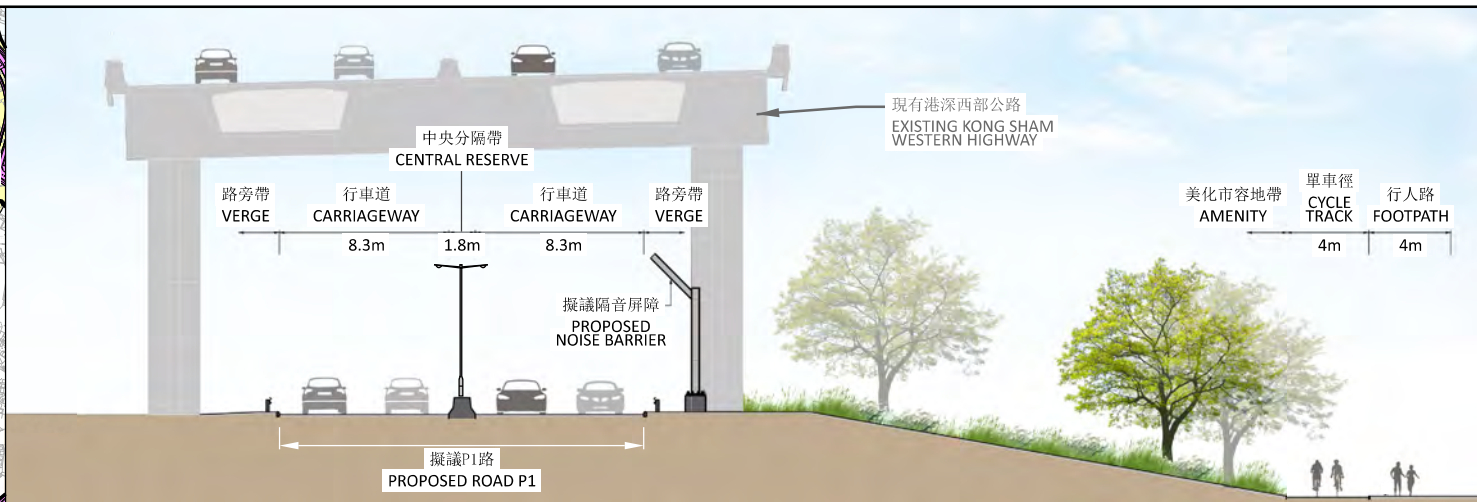 現有港深西部公路
EXISTING KONG SHAM
WESTERN HIGHWAY
中央分隔帶
CENTRAL RESERVE
路旁帶
VERGE
行車道
CARRIAGEWAY
行車道
CARRIAGEWAY
路旁帶
VERGE
8.3m
1.8m
8.3m
美化市容地帶
AMENITY
單車徑
CYCLE
TRACK
行人路
FOOTPATH
4m
4m
擬議隔音屏障
PROPOSED
NOISE BARRIER
擬議P1路
PROPOSED ROAD P1